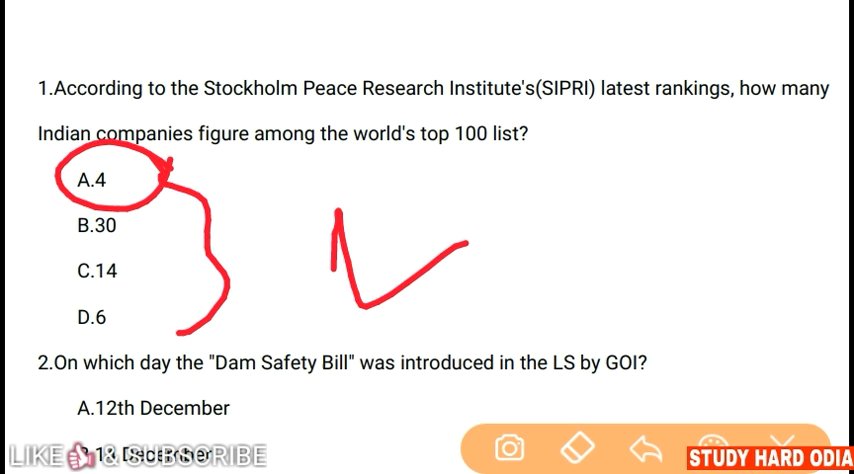 1.According to the Stockholm Peace Research Institute's(SIPRI) latest rankings, how many
Indian companies figure among the world's top 100 list?
A.4
B.30
C.14
D.6
2.On which day the "Dam Safety Bill" was introduced in the LS by GOI?
A.12th December
December
LIKE & SUBSCRIBE
STUDY HARD ODIA